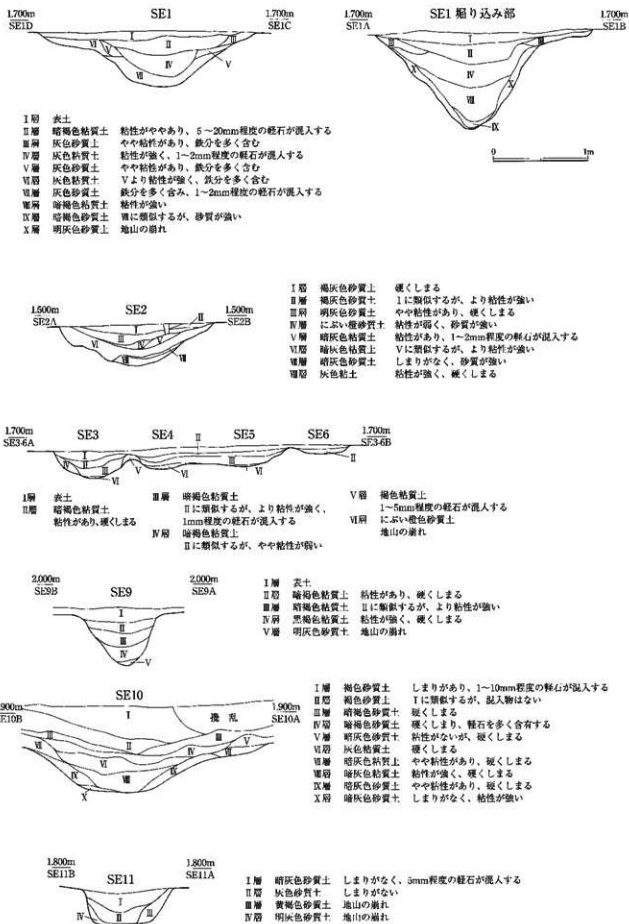 1.700m SE1 1.700m
SE1D SE1C
I II III IV V VI VII
1.700m SE1 掘り込み部 1.700m
SE1A SE1B
I II III IV VIII IX X
0 1m
I層 表土
II層 暗褐色粘質土 粘性がややあり、5~20mm程度の軽石が混入する
III層 灰色砂質土 やや粘性があり、鉄分を多く含む
IV層 灰色粘質土 粘性が強く、1~2mm程度の軽石が混入する
V層 灰色砂質土 やや粘性があり、鉄分を多く含む
VI層 灰色粘質土 Vより粘性が強く、鉄分を多く含む
VII層 灰色砂質土 鉄分を多く含み、1~2mm程度の軽石が混入する
VIII層 暗褐色粘質土 粘性が強い
IX層 暗褐色砂質土 VIIIに類似するが、砂質が強い
X層 明灰色砂質土 地山の崩れ
1.500m SE2 1.500m
SE2A SE2B
I層 褐灰色砂質土 硬くしまる
II層 褐灰色砂質土 Iに類似するが、より粘性が強い
III層 明灰色砂質土 やや粘性があり、硬くしまる
IV層 にぶい橙砂質土 粘性が弱く、砂質が強い
V層 暗灰色粘質土 粘性があり、1~2mm程度の軽石が混入する
VI層 暗灰色粘質土 Vに類似するが、より粘性が強い
VII層 暗灰色砂質土 しまりがなく、砂質が強い
VIII層 灰色粘土 粘性が強く、硬くしまる
1.700m SE3 SE4 SE5 SE6 1.700m
SE3-6A SE3-6B
I層 表土
II層 暗褐色粘質土
粘性があり、硬くしまる
III層 暗褐色粘質土
IIに類似するが、より粘性が強く、
1mm程度の軽石が混入する
IV層 暗褐色粘質土
IIに類似するが、やや粘性が弱い
V層 褐色粘質土
1~5mm程度の軽石が混入する
VI層 にぶい橙色砂質土
地山の崩れ
2.000m SE9 2.000m
SE9B SE9A
I II III IV V
I層 表土
II層 暗褐色粘質土 粘性があり、硬くしまる
III層 暗褐色粘質土 IIに類似するが、より粘性が強い
IV層 黒褐色粘質土 粘性が強く、硬くしまる
V層 明灰色砂質土 地山の崩れ
.900m SE10 1.900m
E10B SE10A
撹乱
I層 褐色砂質土 しまりがあり、1~10mm程度の軽石が混入する
II層 褐色砂質土 Iに類似するが、混入物はない
III層 暗褐色砂質土 硬くしまる
IV層 暗褐色砂質土 硬くしまり、軽石を多く含有する
V層 暗灰色砂質土 粘性がないが、硬くしまる
VI層 灰色粘質土 硬くしまる
VII層 暗灰色粘質土 やや粘性があり、硬くしまる
VIII層 暗灰色粘質土 粘性が強く、硬くしまる
IX層 暗灰色砂質土 やや粘性があり、硬くしまる
X層 暗灰色砂質土 しまりがなく、粘性が強い
1.800m SE11 1.800m
SE11B SE11A
I II III IV
I層 暗灰色砂質土 しまりがなく、5mm程度の軽石が混入する
II層 灰色砂質土 しまりがない
III層 黄褐色砂質土 地山の崩れ
IV層 明灰色砂質土 地山の崩れ